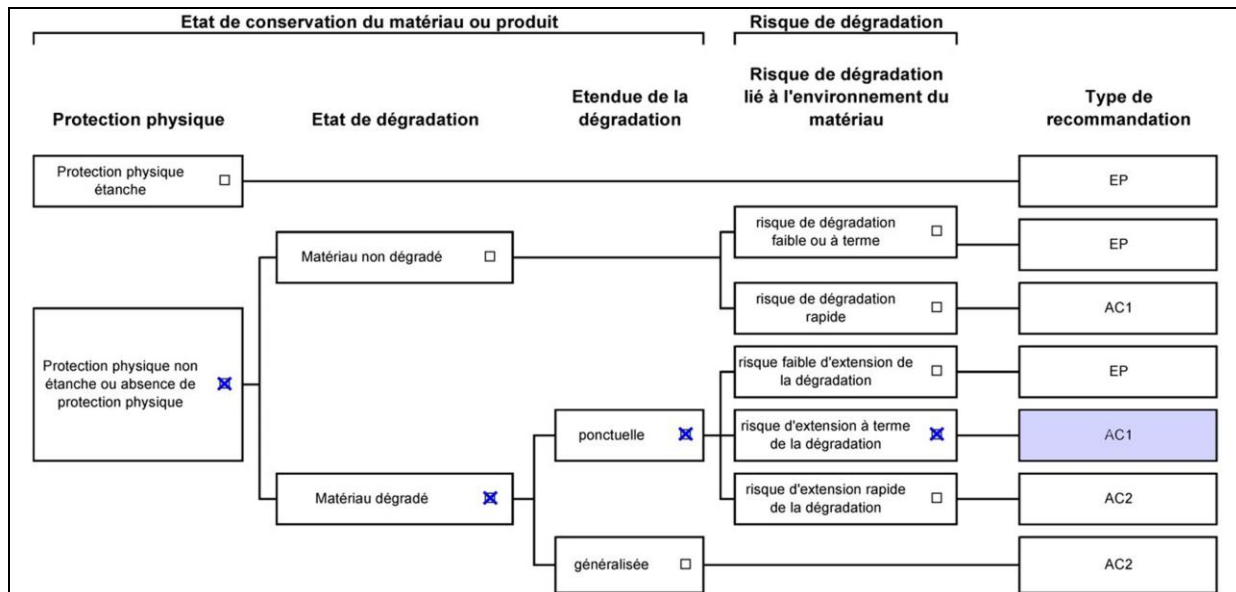 Etat de conservation du matériau ou produit
Risque de dégradation
Protection physique
Etat de dégradation
Etendue de la
dégradation
Risque de dégradation
lié à l'environnement du
matériau
Type de
recommandation
Protection physique
étanche
EP
Matériau non dégradé
risque de dégradation
faible ou à terme
EP
risque de dégradation
rapide
AC1
Protection physique non
étanche ou absence de
protection physique
risque faible d'extension de
la dégradation
EP
ponctuelle
risque d'extension à terme
de la dégradation
AC1
Matériau dégradé
risque d'extension rapide
de la dégradation
AC2
généralisée
AC2